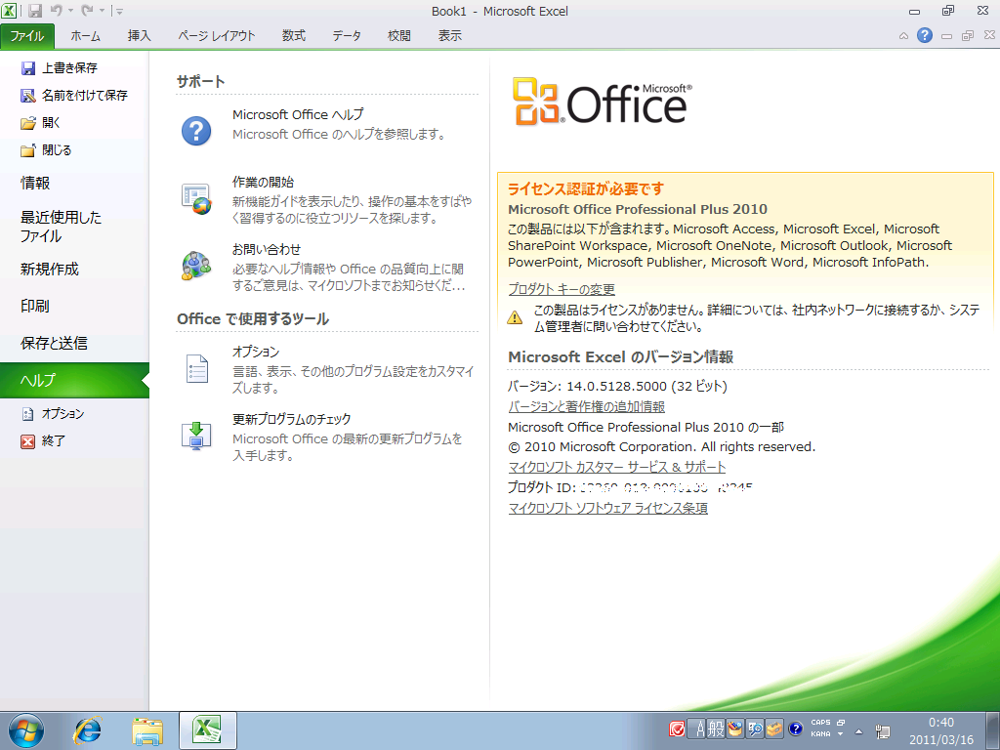 Book1 - Microsoft Excel
ファイル ホーム 挿入 ページ レイアウト 数式 データ 校閲 表示
上書き保存
名前を付けて保存
開く
閉じる
情報
最近使用した
ファイル
新規作成
印刷
保存と送信
ヘルプ
オプション
終了
サポート
Microsoft Office ヘルプ
Microsoft Office のヘルプを参照します。
作業の開始
新機能ガイドを表示したり、操作の基本をすばや
く習得するのに役立つリソースを探します。
お問い合わせ
必要なヘルプ情報や Office の品質向上に関
するご意見は、マイクロソフトまでお知らせくだ...
Office で使用するツール
オプション
言語、表示、その他のプログラム設定をカスタマイ
ズします。
更新プログラムのチェック
Microsoft Office の最新の更新プログラムを
入手します。
Microsoft®
Office
ライセンス認証が必要です
Microsoft Office Professional Plus 2010
この製品には以下が含まれます。Microsoft Access, Microsoft Excel, Microsoft
SharePoint Workspace, Microsoft OneNote, Microsoft Outlook, Microsoft
PowerPoint, Microsoft Publisher, Microsoft Word, Microsoft InfoPath.
プロダクト キーの変更
この製品はライセンスがありません。詳細については、社内ネットワークに接続するか、システ
ム管理者に問い合わせてください。
Microsoft Excel のバージョン情報
バージョン: 14.0.5128.5000 (32 ビット)
バージョンと著作権の追加情報
Microsoft Office Professional Plus 2010 の一部
© 2010 Microsoft Corporation. All rights reserved.
マイクロソフト カスタマー サービス & サポート
プロダクト ID:
マイクロソフト ソフトウェア ライセンス条項
A 般 CAPS
KANA
0:40
2011/03/16